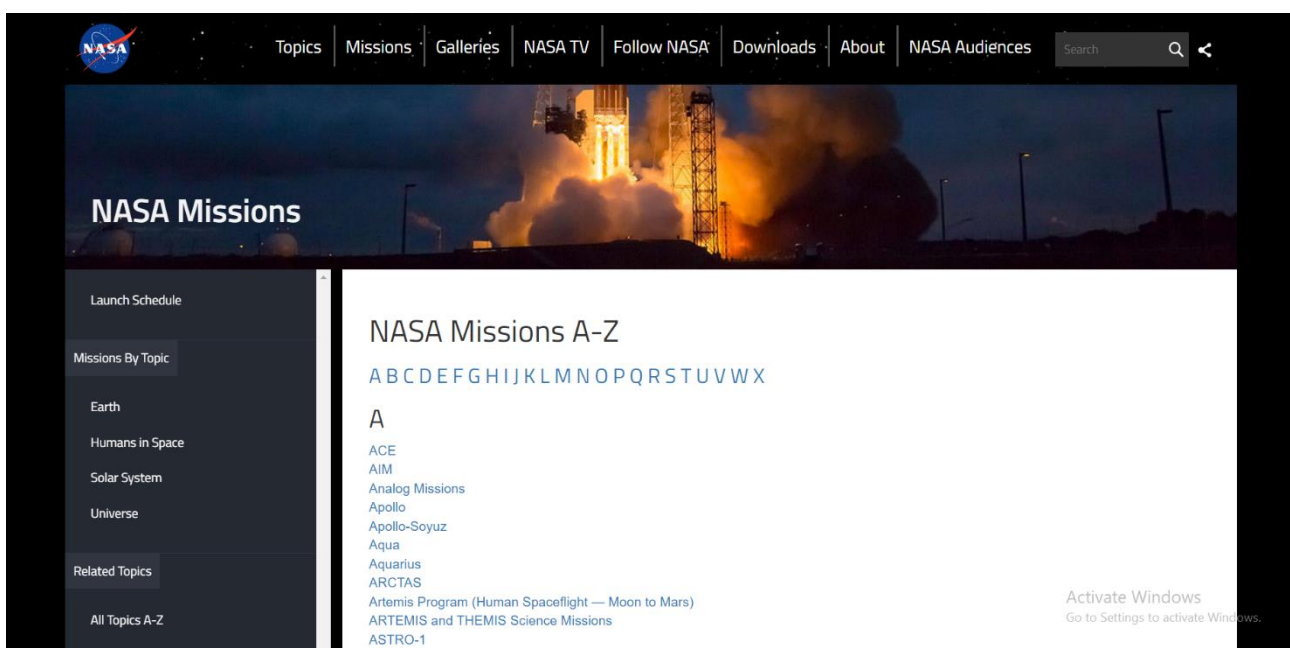 NASA
Topics
Missions
Galleries
NASA TV
Follow NASA
Downloads
About
NASA Audiences
Search
NASA Missions
Launch Schedule
Missions By Topic
Earth
Humans in Space
Solar System
Universe
Related Topics
All Topics A-Z
NASA Missions A-Z
A B C D E F G H I J K L M N O P Q R S T U V W X
A
ACE
AIM
Analog Missions
Apollo
Apollo-Soyuz
Aqua
Aquarius
ARCTAS
Artemis Program (Human Spaceflight — Moon to Mars)
ARTEMIS and THEMIS Science Missions
ASTRO-1
Activate Windows
Go to Settings to activate Windows.